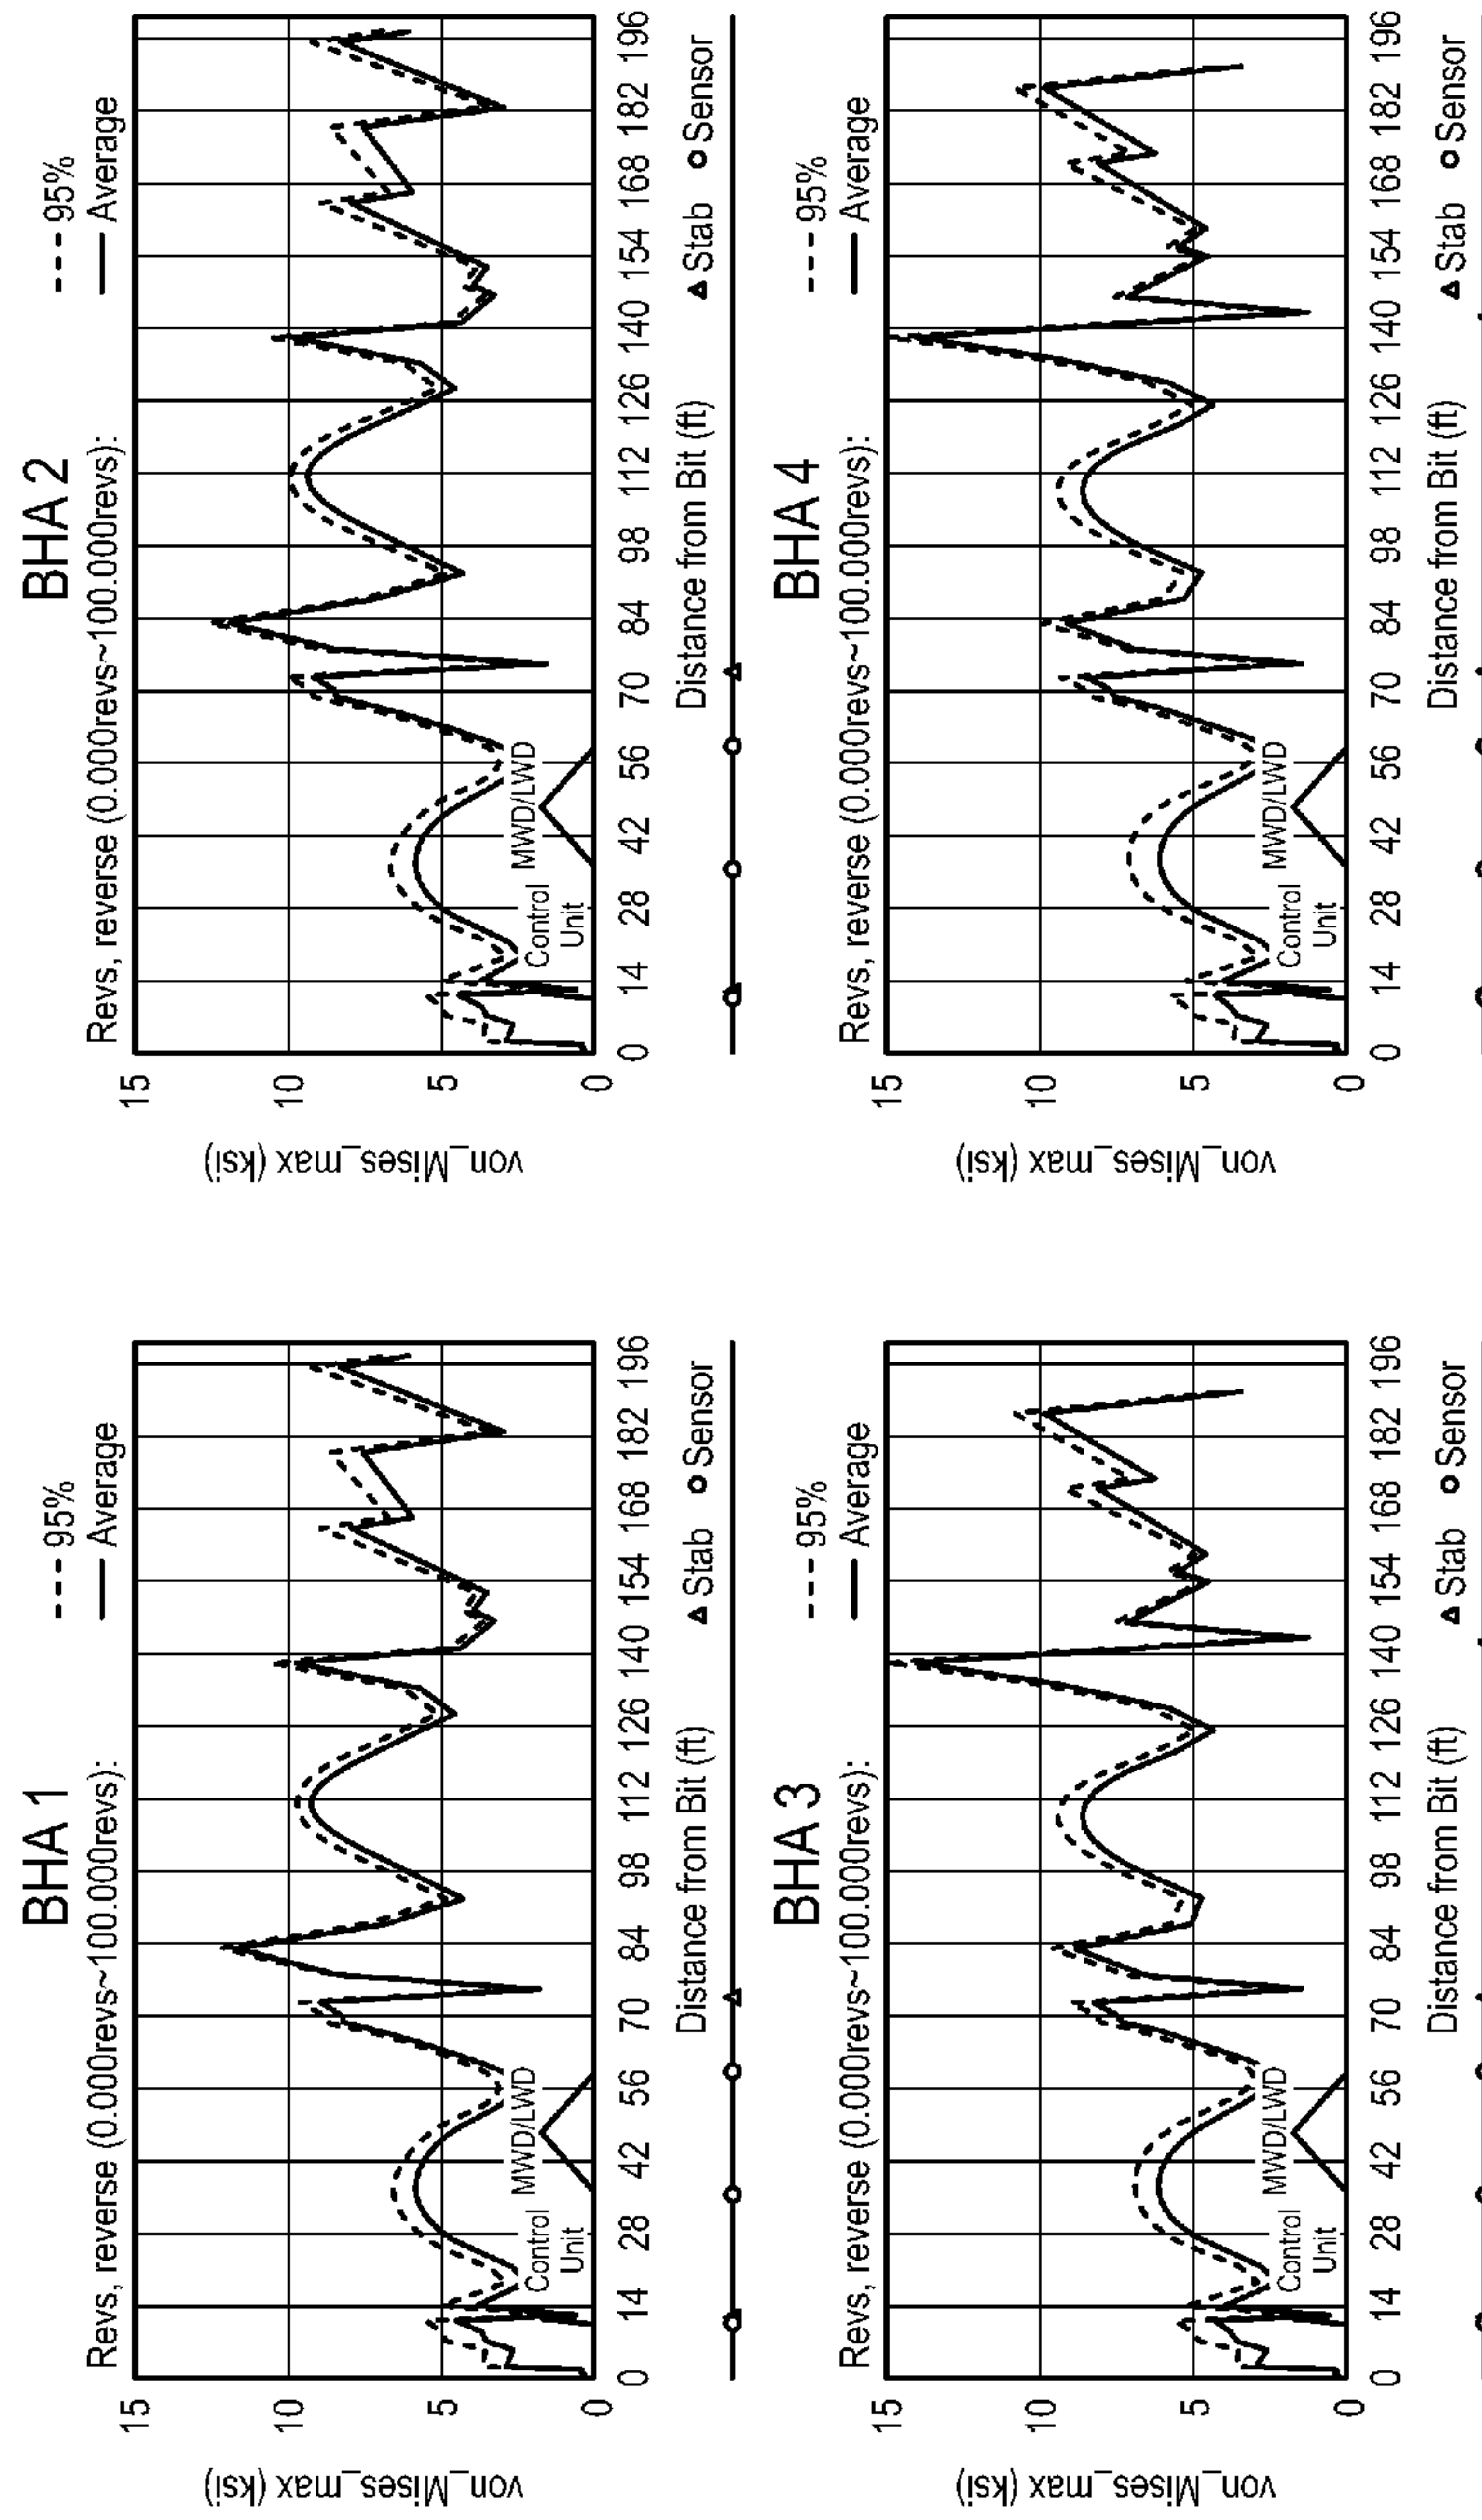 BHA 1
Revs, reverse (0.000revs~100.000revs):
95%
Average
von_Mises_max (ksi)
15
10
5
0
Control
Unit
MWD/LWD
0 14 28 42 56 70 84 98 112 126 140 154 168 182 196
Distance from Bit (ft)
Stab
Sensor
BHA 2
Revs, reverse (0.000revs~100.000revs):
95%
Average
von_Mises_max (ksi)
15
10
5
0
Control
Unit
MWD/LWD
0 14 28 42 56 70 84 98 112 126 140 154 168 182 196
Distance from Bit (ft)
Stab
Sensor
BHA 3
Revs, reverse (0.000revs~100.000revs):
95%
Average
von_Mises_max (ksi)
15
10
5
0
Control
Unit
MWD/LWD
0 14 28 42 56 70 84 98 112 126 140 154 168 182 196
Distance from Bit (ft)
Stab
Sensor
BHA 4
Revs, reverse (0.000revs~100.000revs):
95%
Average
von_Mises_max (ksi)
15
10
5
0
Control
Unit
MWD/LWD
0 14 28 42 56 70 84 98 112 126 140 154 168 182 196
Distance from Bit (ft)
Stab
Sensor